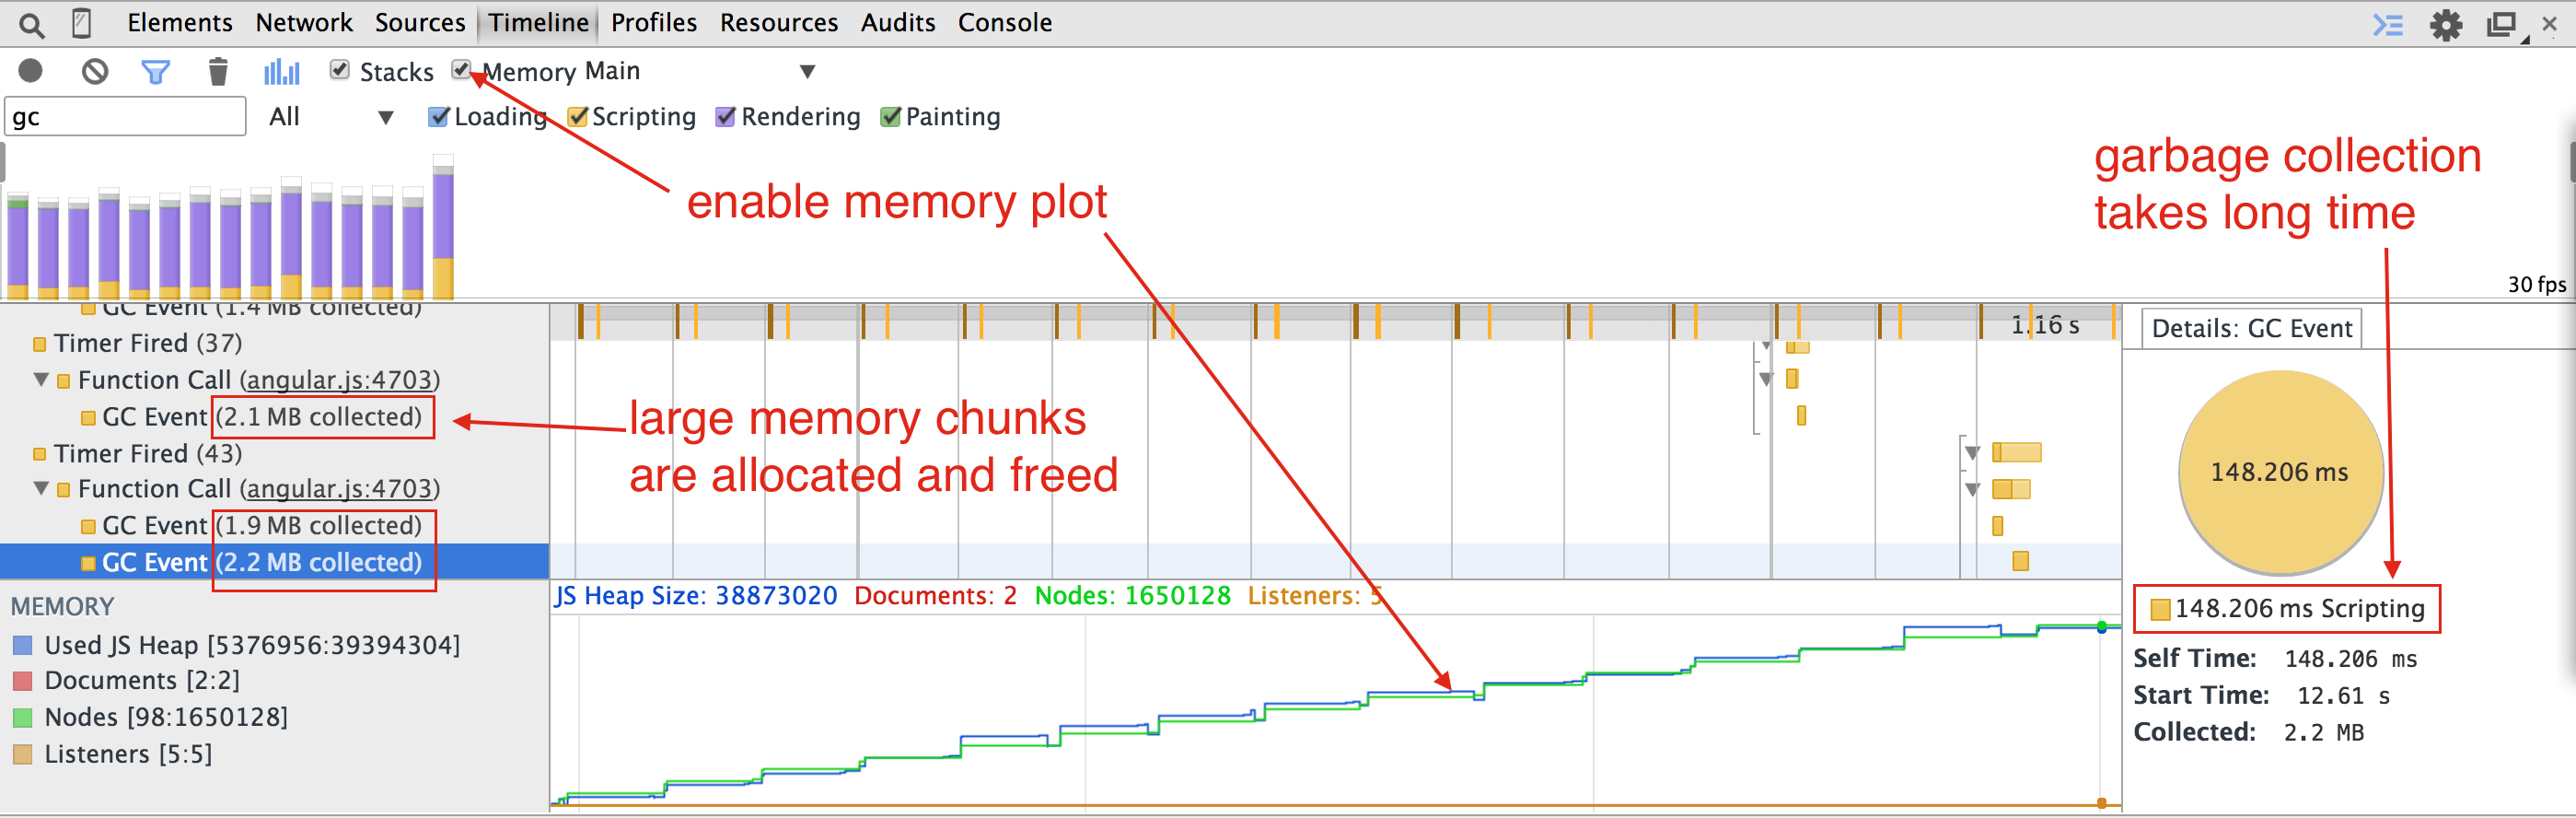 Elements Network Sources Timeline Profiles Resources Audits Console
Stacks Memory Main
gc All Loading Scripting Rendering Painting
enable memory plot
garbage collection
takes long time
30 fps
GC Event (1.4 MB collected)
Timer Fired (37)
Function Call (angular.js:4703)
GC Event (2.1 MB collected)
Timer Fired (43)
Function Call (angular.js:4703)
GC Event (1.9 MB collected)
GC Event (2.2 MB collected)
large memory chunks
are allocated and freed
1.16 s
Details: GC Event
148.206 ms
148.206 ms Scripting
Self Time: 148.206 ms
Start Time: 12.61 s
Collected: 2.2 MB
MEMORY
Used JS Heap [5376956:39394304]
Documents [2:2]
Nodes [98:1650128]
Listeners [5:5]
JS Heap Size: 38873020 Documents: 2 Nodes: 1650128 Listeners: 5